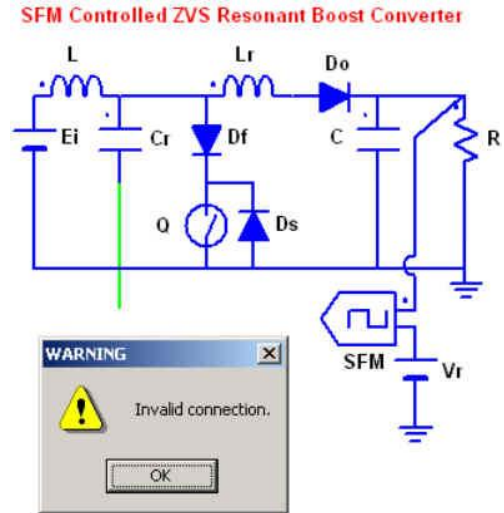 SFM Controlled ZVS Resonant Boost Converter
L
Lr
Do
Ei
Cr
Df
C
R
Q
Ds
SFM
Vr
WARNING
Invalid connection.
OK